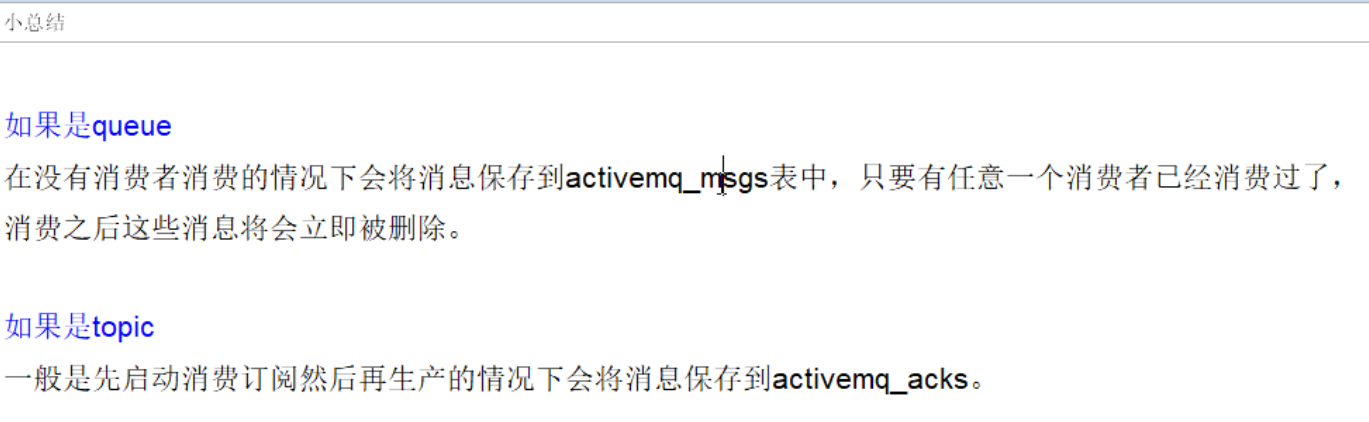 小总结
如果是queue
在没有消费者消费的情况下会将消息保存到activemq_msgs表中，只要有任意一个消费者已经消费过了，
消费之后这些消息将会立即被删除。
如果是topic
一般是先启动消费订阅然后再生产的情况下会将消息保存到activemq_acks。